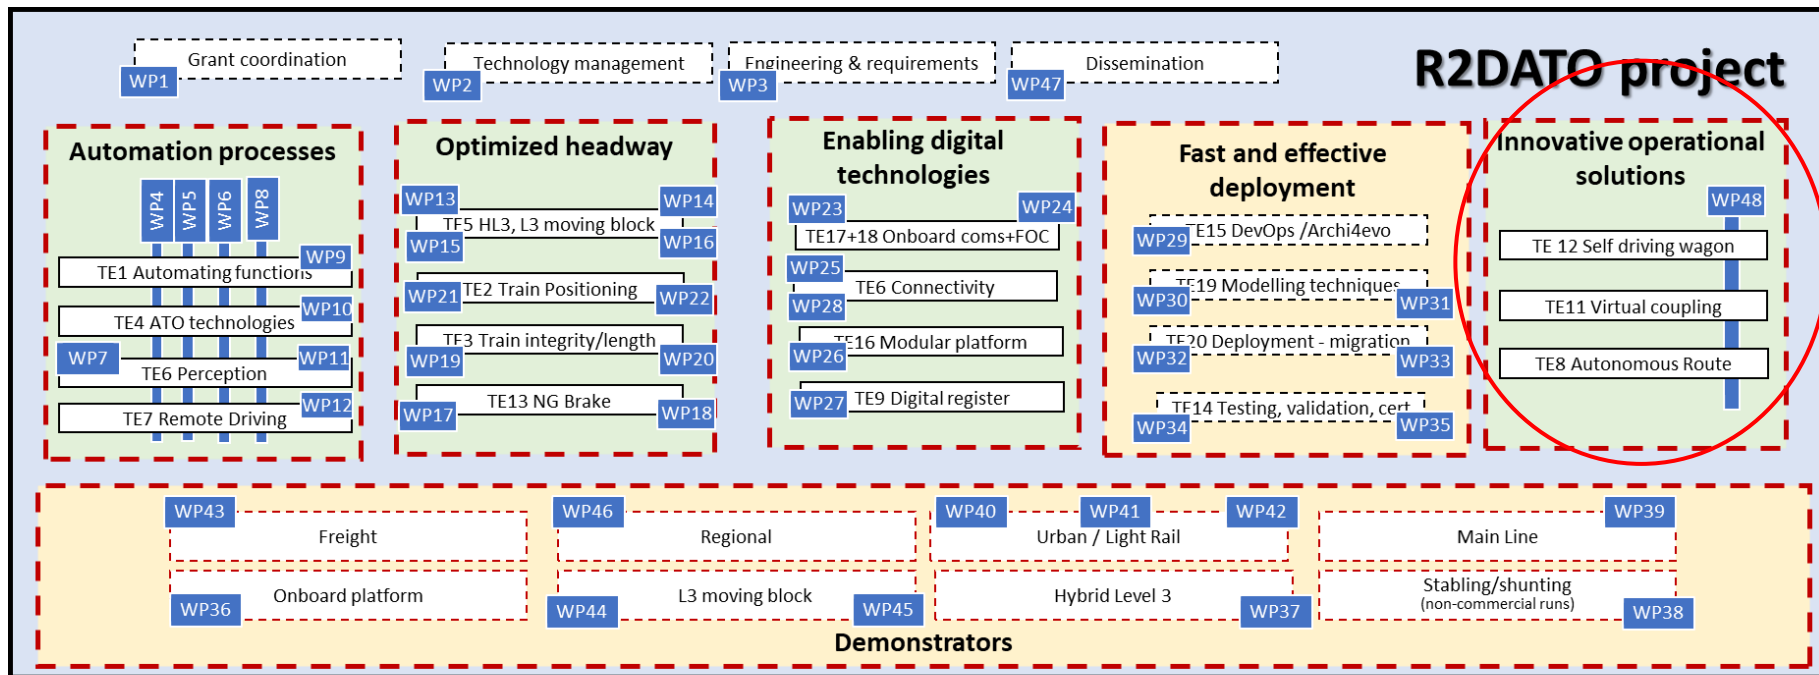 Grant coordination
WP1
Technology management
WP2
Engineering & requirements
WP3
Dissemination
WP47
R2DATO project
Automation processes
WP4
WP5
WP6
WP8
WP9
TE1 Automating functions
WP10
TE4 ATO technologies
WP7
WP11
TE6 Perception
WP12
TE7 Remote Driving
Optimized headway
WP13
WP14
TE5 HL3, L3 moving block
WP15
WP16
TE2 Train Positioning
WP21
WP22
TE3 Train integrity/length
WP19
WP20
TE13 NG Brake
WP17
WP18
Enabling digital
technologies
WP23
WP24
TE17+18 Onboard coms+FOC
WP25
TE6 Connectivity
WP28
TE16 Modular platform
WP26
TE9 Digital register
WP27
Fast and effective
deployment
TE15 DevOps /Archi4evo
WP29
TE19 Modelling techniques
WP30
WP31
TE20 Deployment - migration
WP32
WP33
TE14 Testing, validation, cert
WP34
WP35
Innovative operational
solutions
WP48
TE 12 Self driving wagon
TE11 Virtual coupling
TE8 Autonomous Route
WP43
Freight
WP46
Regional
WP40
WP41
WP42
Urban / Light Rail
WP39
Main Line
Onboard platform
WP36
L3 moving block
WP44
WP45
Hybrid Level 3
WP37
Stabling/shunting
(non-commercial runs)
WP38
Demonstrators